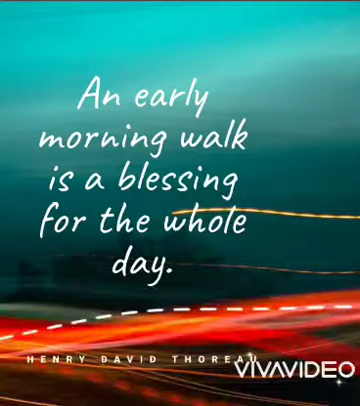 An early
morning walk
is a blessing
for the whole
day.
HENRY DAVID THOREAU
VIVAVIDEO